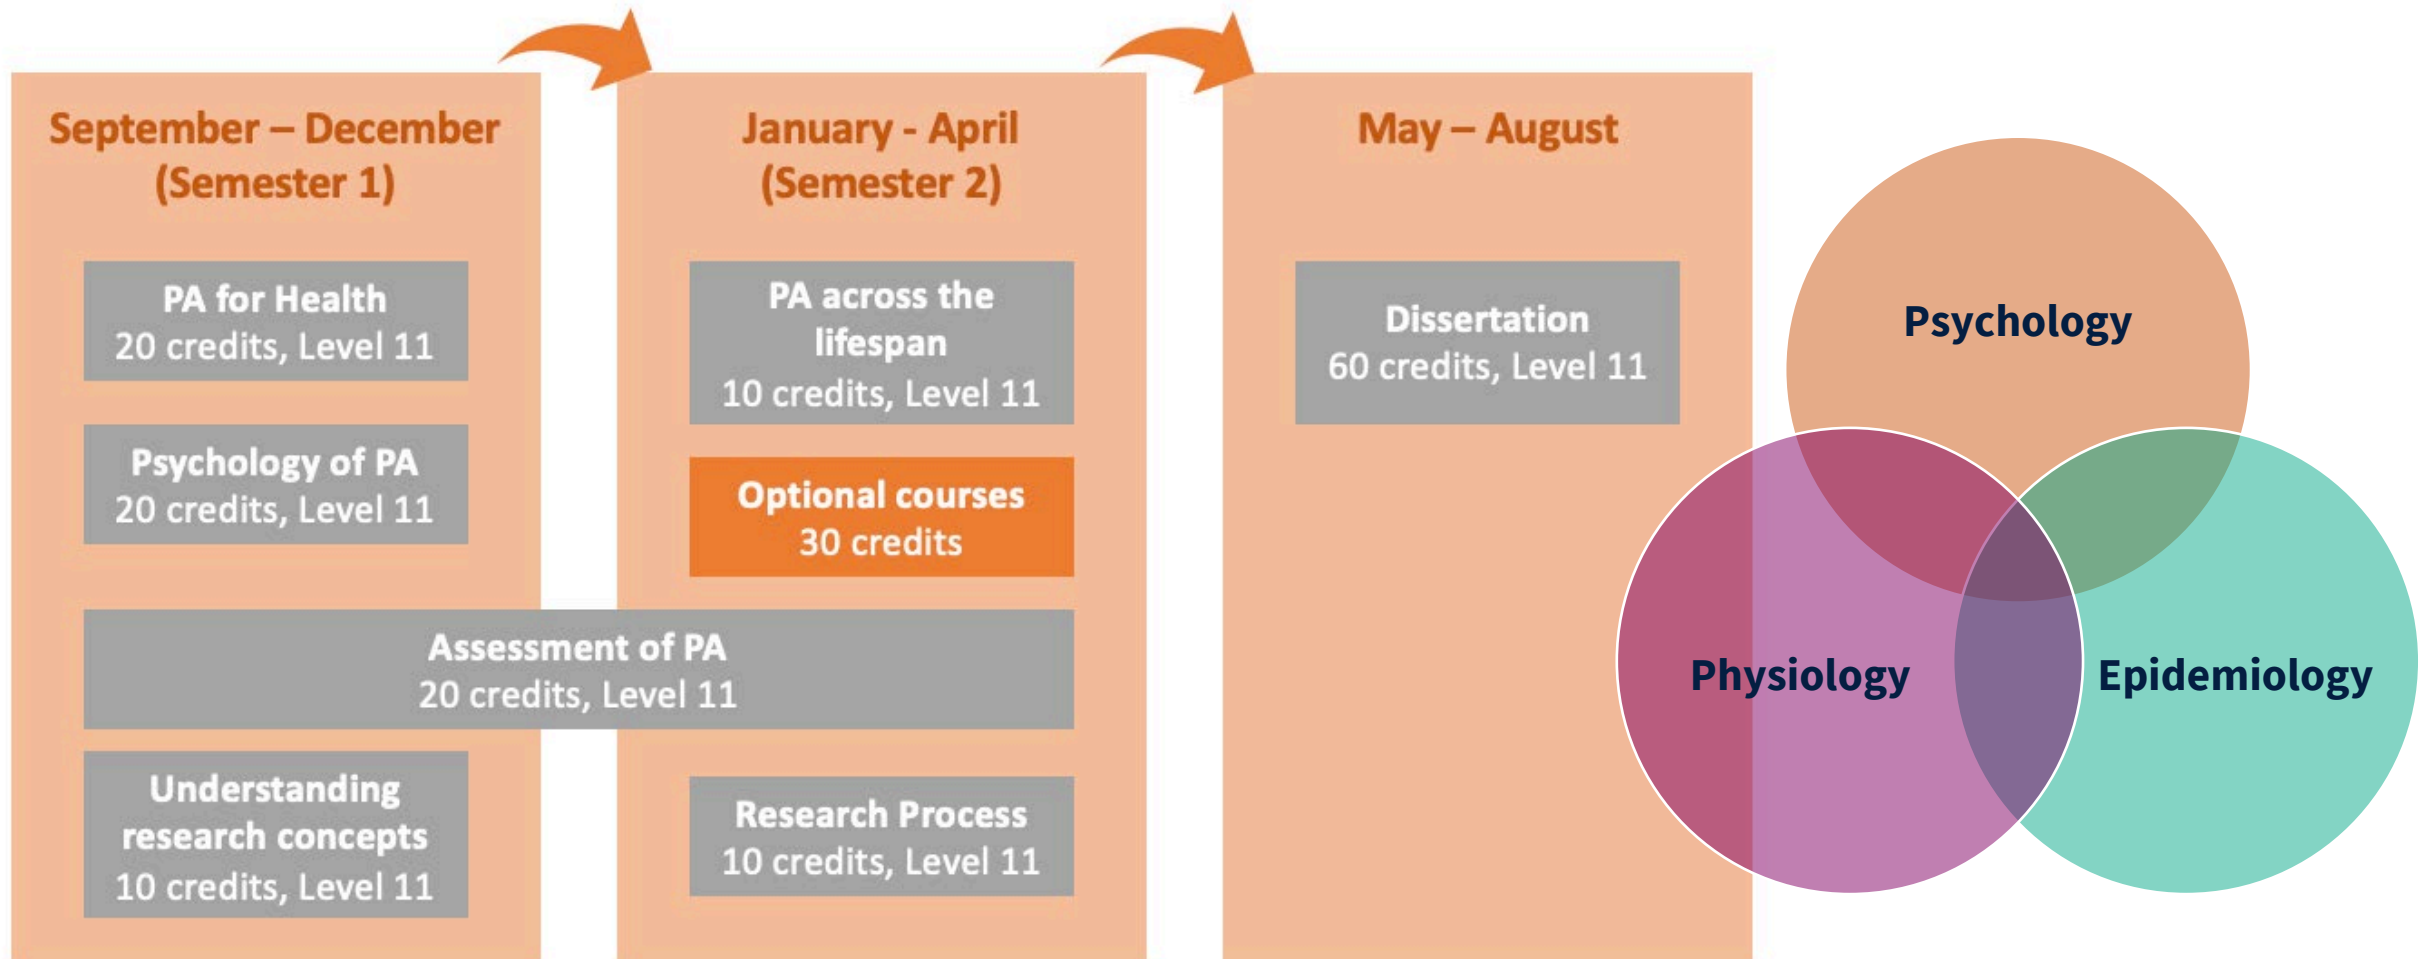 September – December
(Semester 1)
PA for Health
20 credits, Level 11
Psychology of PA
20 credits, Level 11
Assessment of PA
20 credits, Level 11
Understanding
research concepts
10 credits, Level 11
January - April
(Semester 2)
PA across the
lifespan
10 credits, Level 11
Optional courses
30 credits
Research Process
10 credits, Level 11
May – August
Dissertation
60 credits, Level 11
Psychology
Physiology
Epidemiology